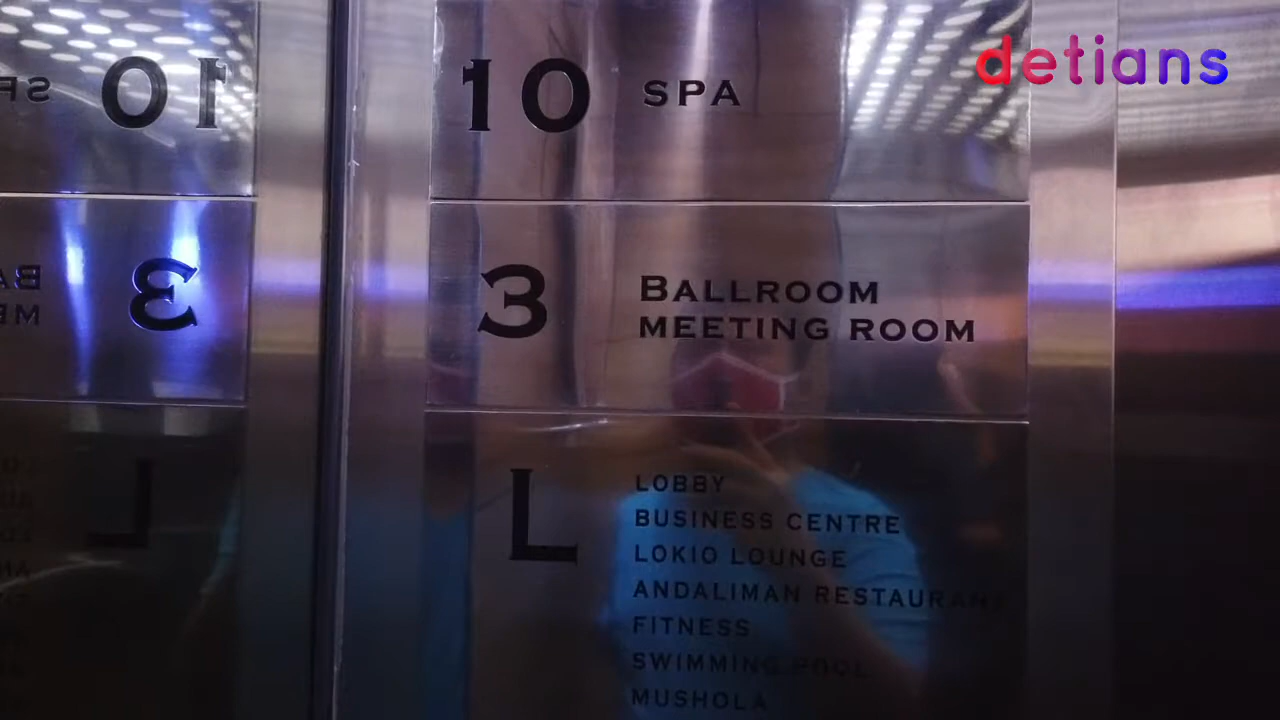 detians
10 SPA
3 BALLROOM
MEETING ROOM
L LOBBY
BUSINESS CENTRE
LOKIO LOUNGE
ANDALIMAN RESTAURANT
FITNESS
SWIMMING POOL
MUSHOLA